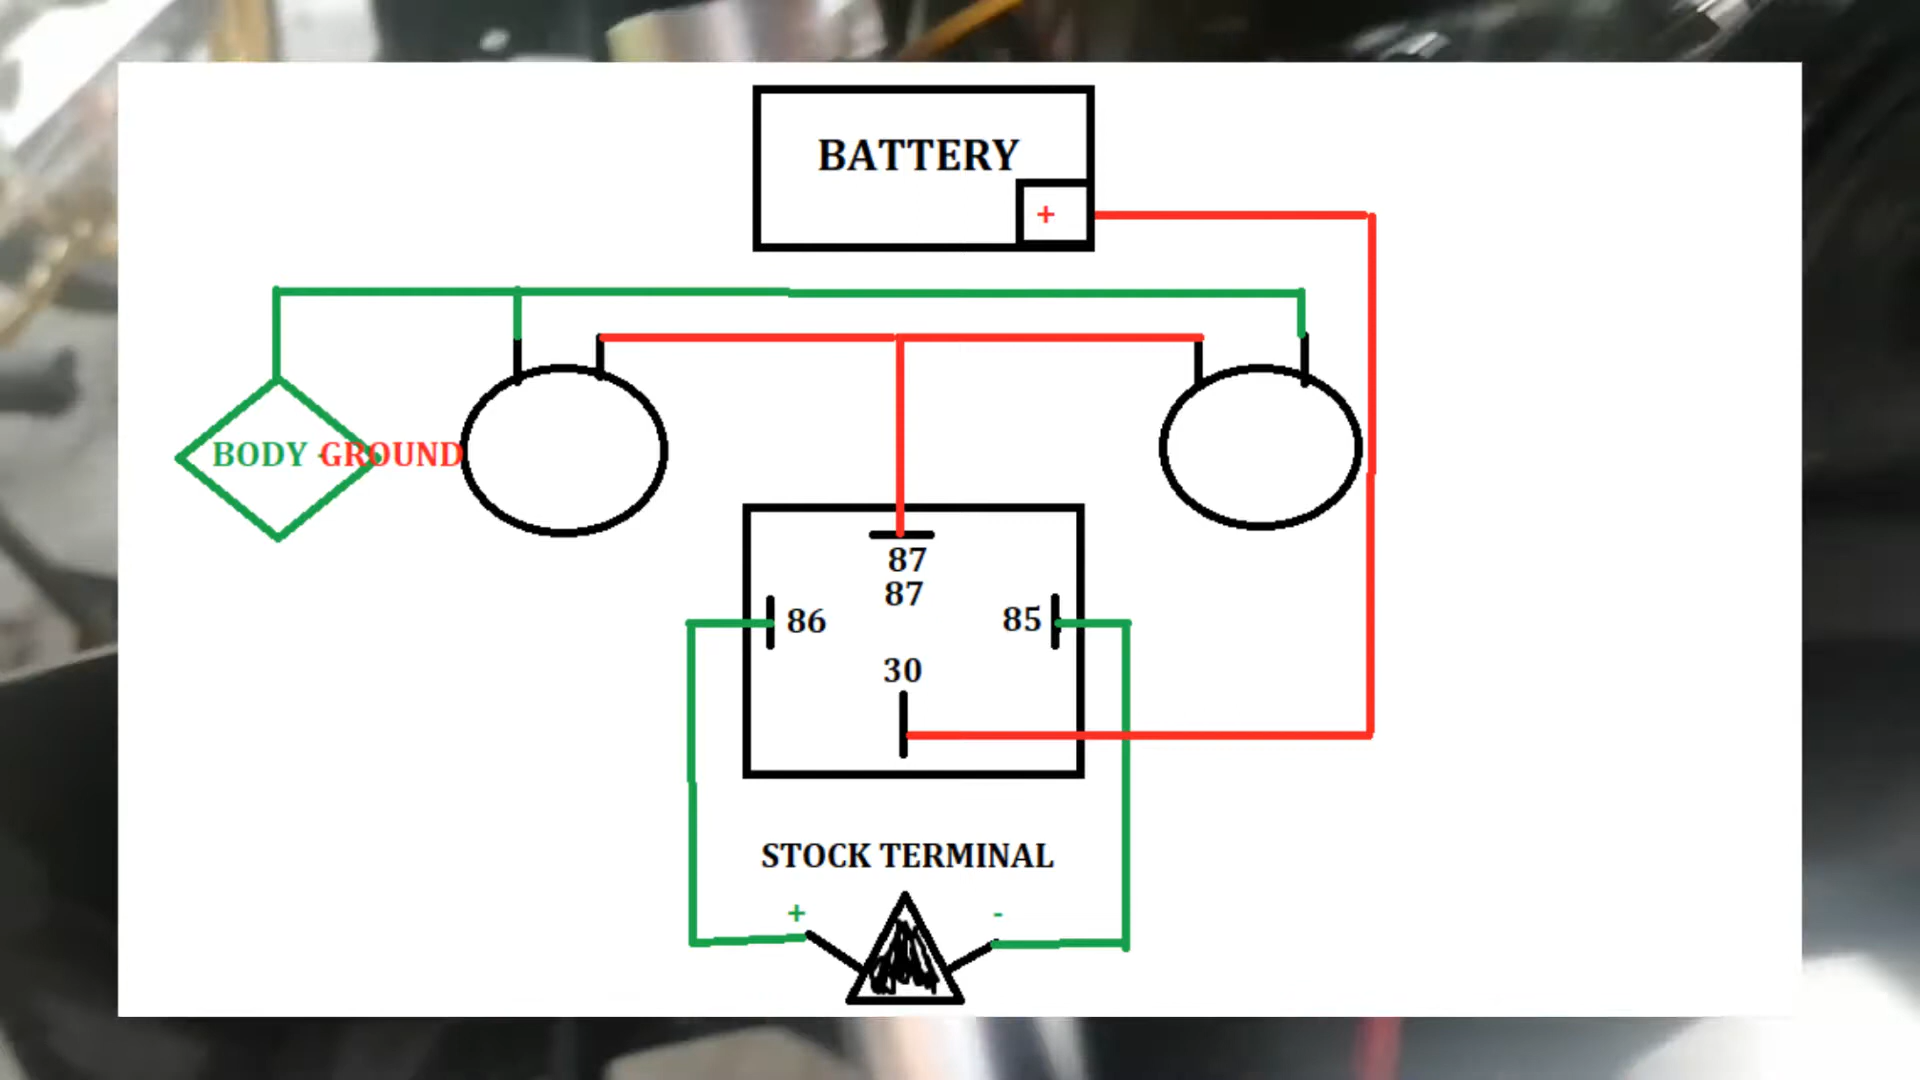 BATTERY
+
BODY GROUND
87
87
86
85
30
STOCK TERMINAL
+
-